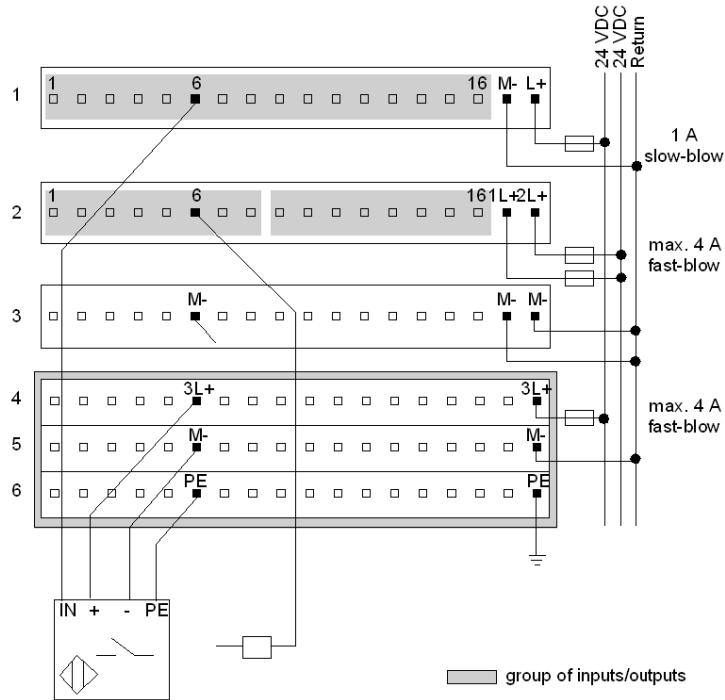 24 VDC
24 VDC
Return
1 6 16 M- L+
1
1 A
slow-blow
1 6 16 1L+ 2L+
2
max. 4 A
fast-blow
M- M- M-
3
3L+ 3L+
4
max. 4 A
fast-blow
M- M-
5
PE PE
6
IN + - PE
group of inputs/outputs